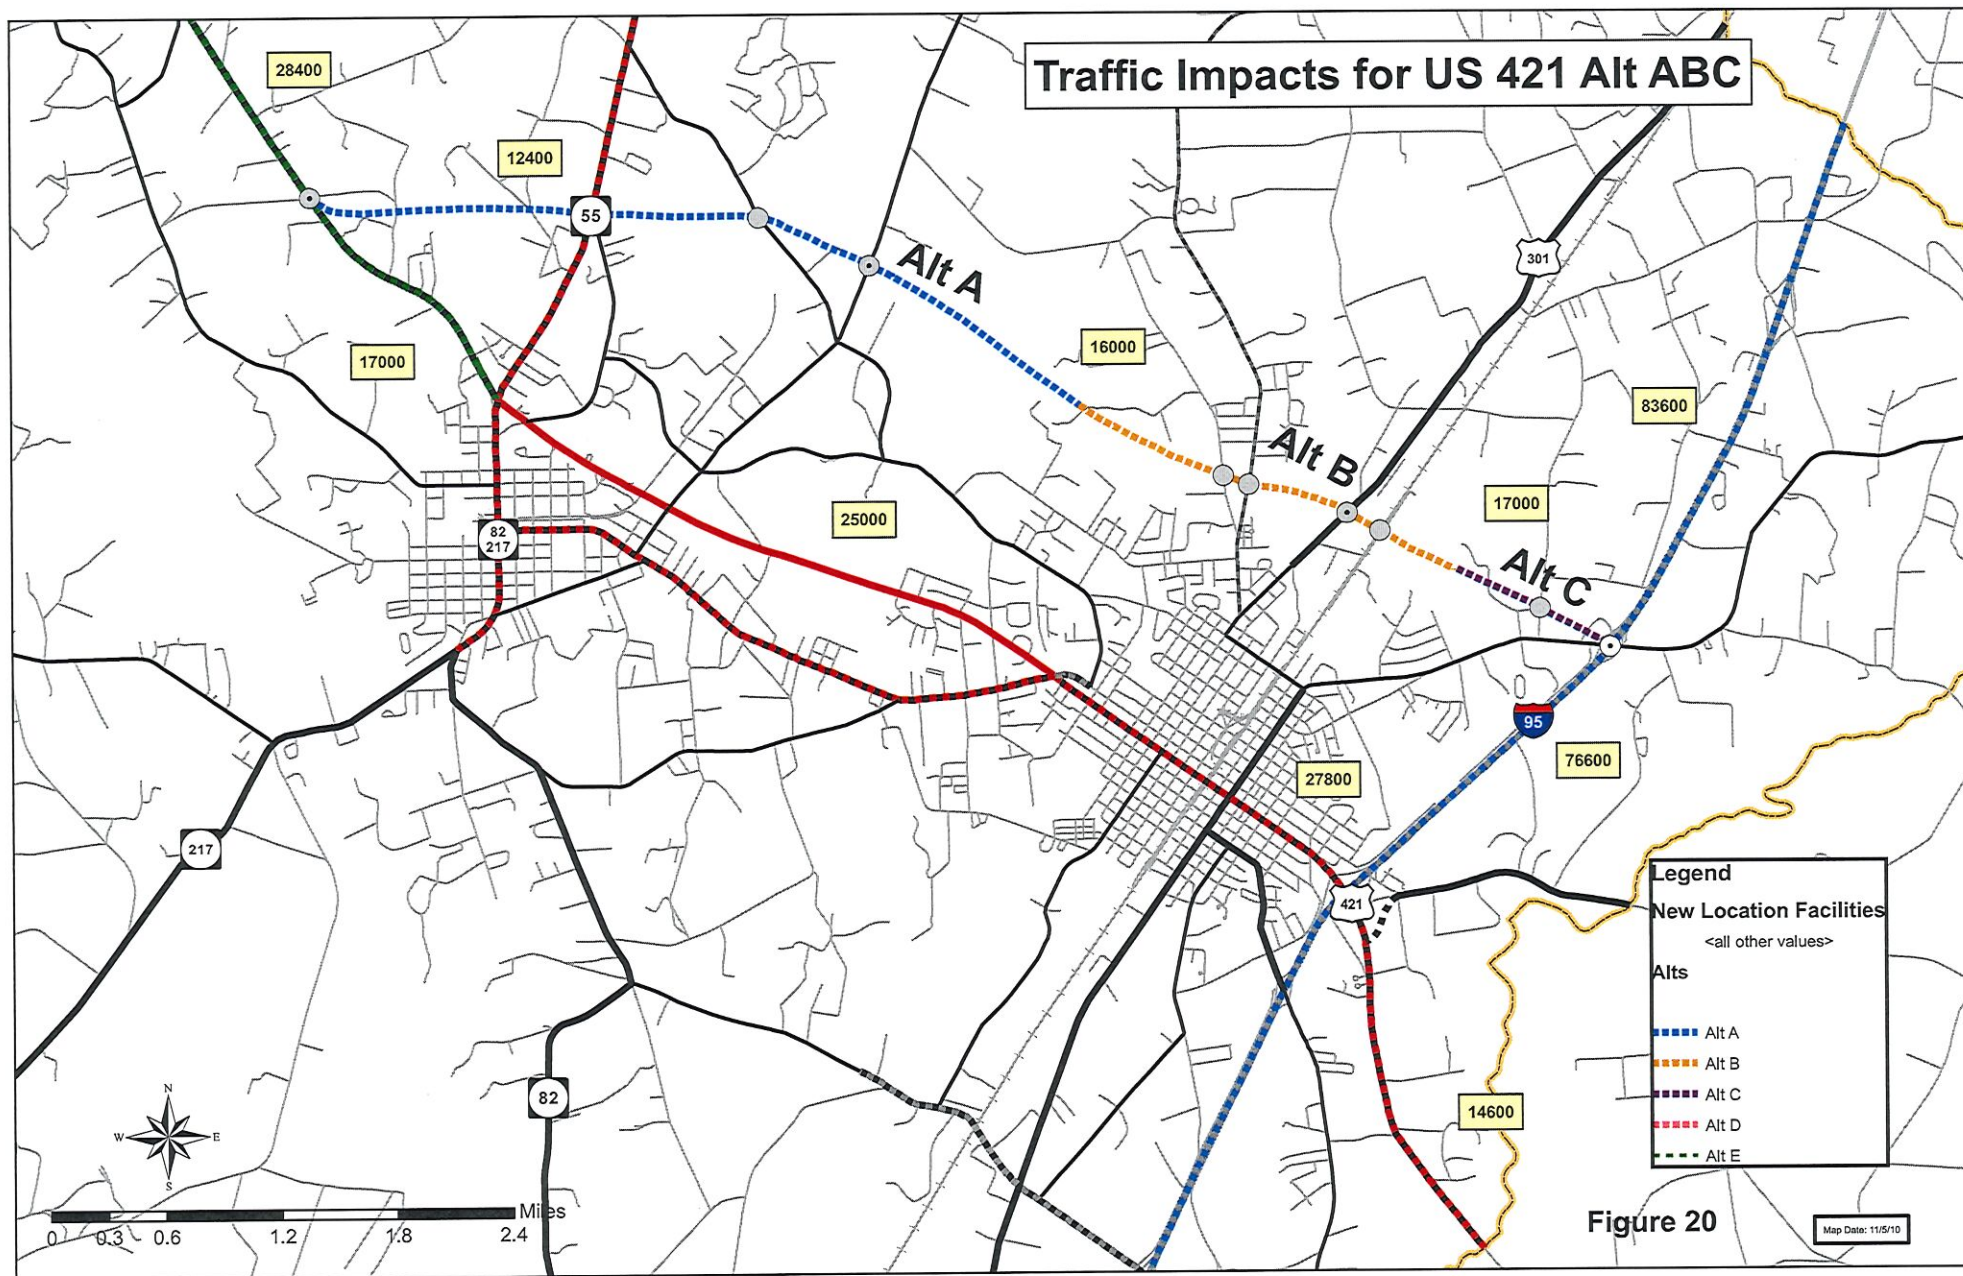 Traffic Impacts for US 421 Alt ABC
28400
12400
55
Alt A
301
16000
17000
83600
Alt B
25000
17000
82
217
Alt C
95
76600
27800
217
421
Legend
New Location Facilities
<all other values>
Alts
Alt A
Alt B
Alt C
Alt D
Alt E
82
14600
N
W
E
S
Miles
0
0.3
0.6
1.2
1.8
2.4
Figure 20
Map Date: 11/5/10